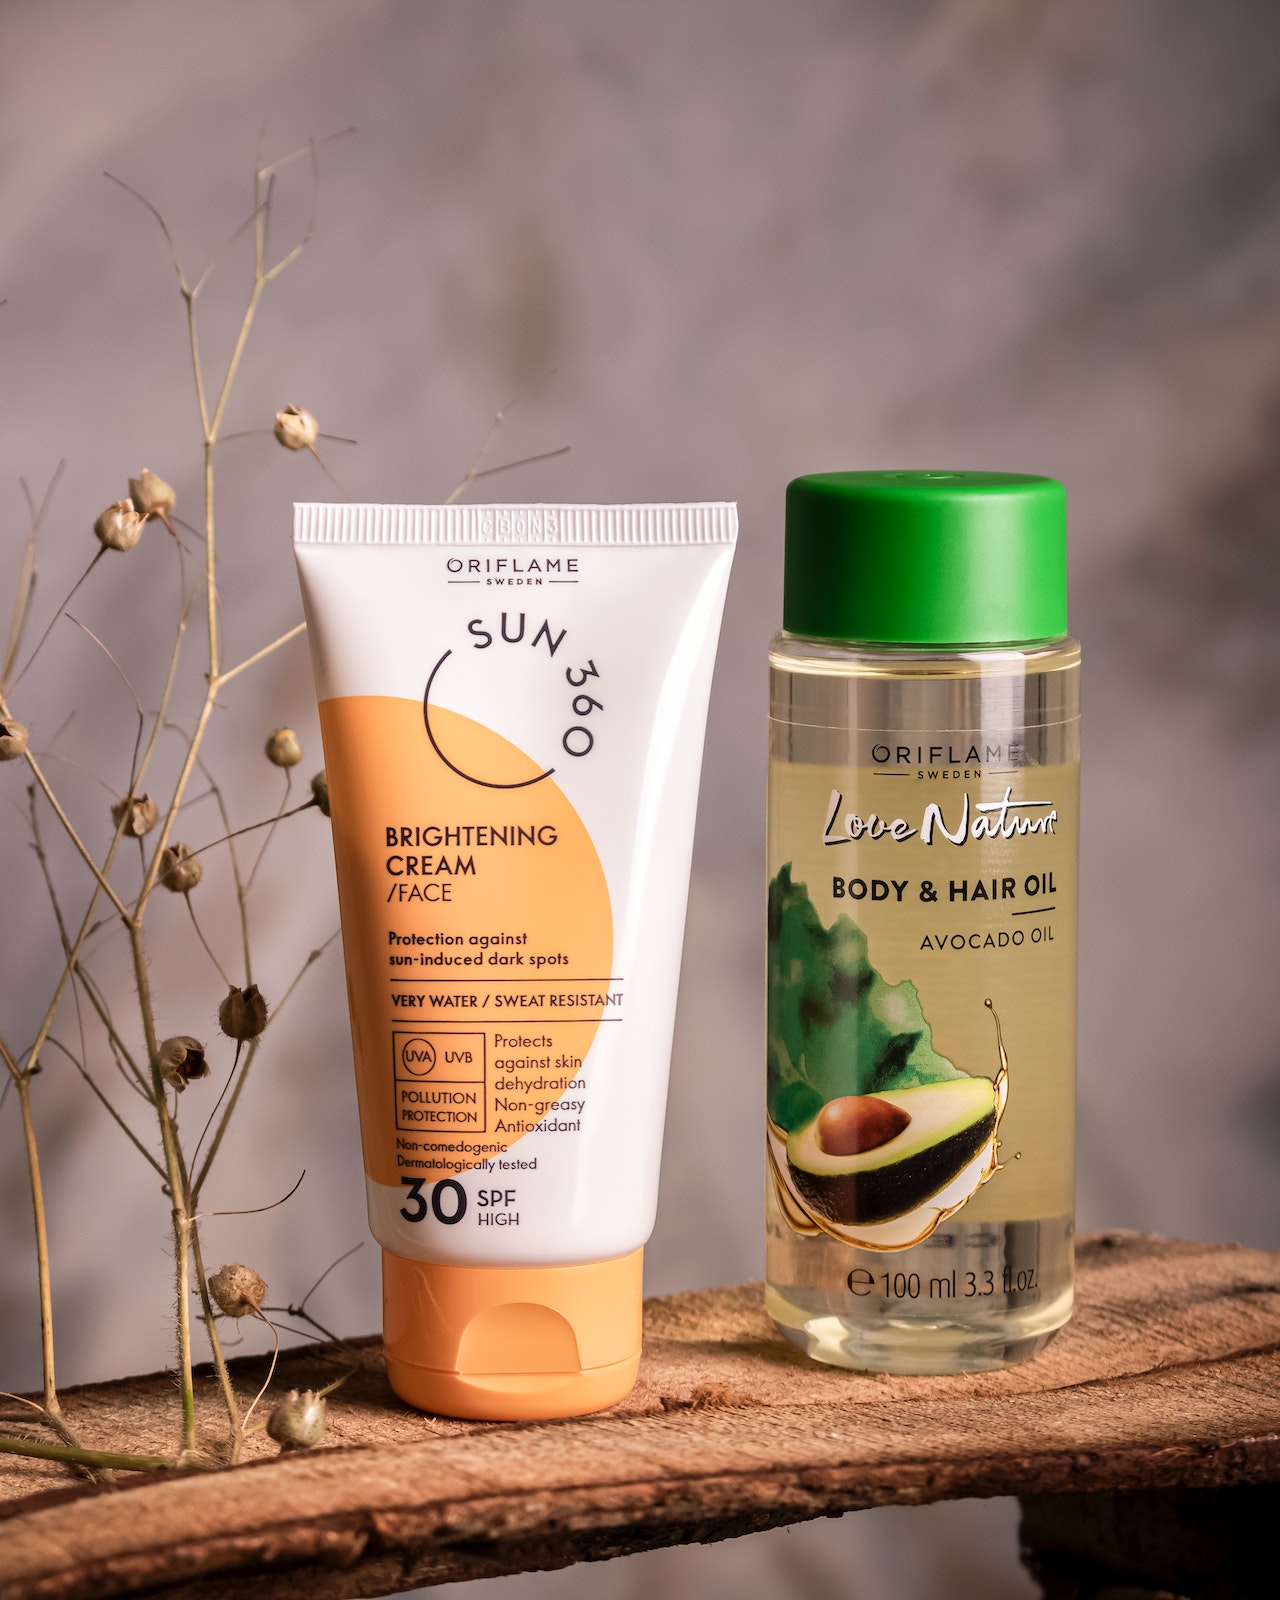 ORIFLAME
SWEDEN
SUN 360
BRIGHTENING
CREAM
/FACE
Protection against
sun-induced dark spots
VERY WATER / SWEAT RESISTANT
UVA UVB
POLLUTION
PROTECTION
Protects
against skin
dehydration
Non-greasy
Antioxidant
Non-comedogenic
Dermatologically tested
30 SPF
HIGH
ORIFLAME
SWEDEN
Love Nature
BODY & HAIR OIL
AVOCADO OIL
℮ 100 ml 3.3 fl.oz.